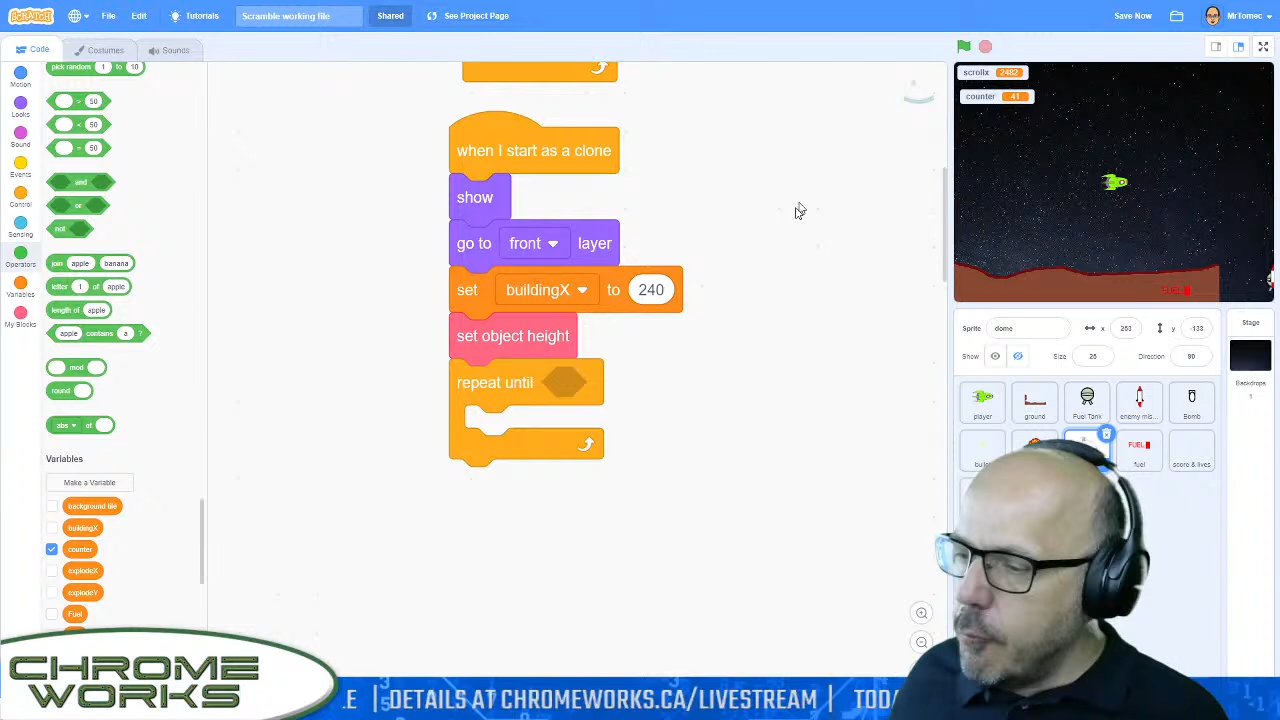 SCRATCH File Edit Tutorials Scramble working file Shared See Project Page Save Now MrTomec
Code Costumes Sounds
Motion
Looks
Sound
Events
Control
Sensing
Operators
Variables
My Blocks
pick random 1 to 10
> 50
< 50
= 50
and
or
not
join apple banana
letter 1 of apple
length of apple
apple contains a ?
mod
round
abs of
Variables
Make a Variable
background tile
buildingX
counter
explodeX
explodeY
Fuel
when I start as a clone
show
go to front layer
set buildingX to 240
set object height
repeat until
scrollx 2482
counter 41
FUEL
Sprite dome x 253 y -133
Show Size 25 Direction 90
Stage
Backdrops
1
player ground Fuel Tank enemy mis... Bomb
fuel score & lives
FUEL
CHROME
WORKS
E | DETAILS AT CHROMEWORKS.CA/LIVESTREAM | TODA